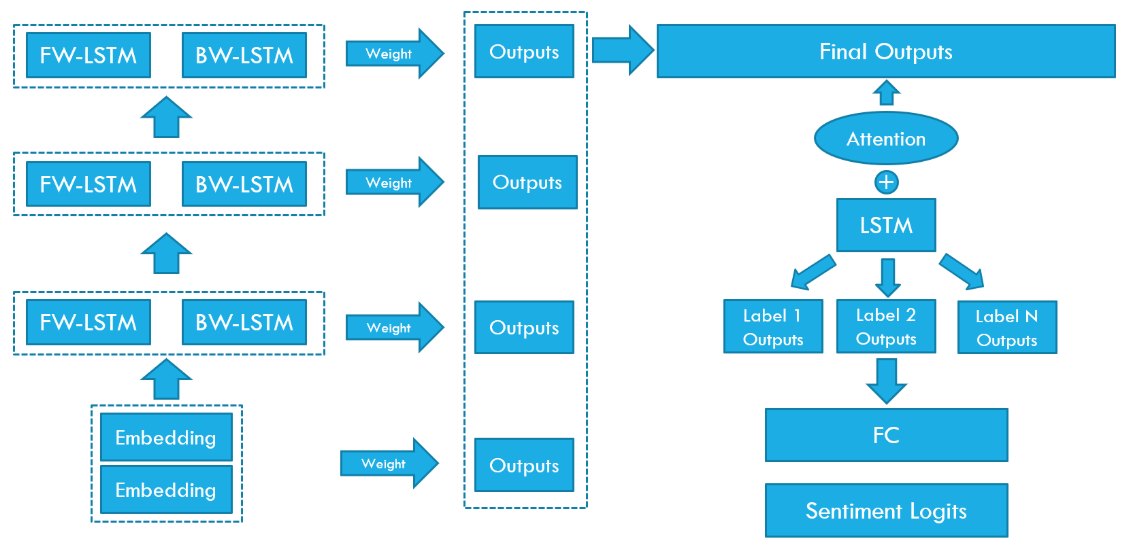 FW-LSTM
BW-LSTM
Weight
Outputs
Final Outputs
Attention
FW-LSTM
BW-LSTM
Weight
Outputs
+
LSTM
FW-LSTM
BW-LSTM
Weight
Outputs
Label 1
Outputs
Label 2
Outputs
Label N
Outputs
Embedding
Embedding
Weight
Outputs
FC
Sentiment Logits